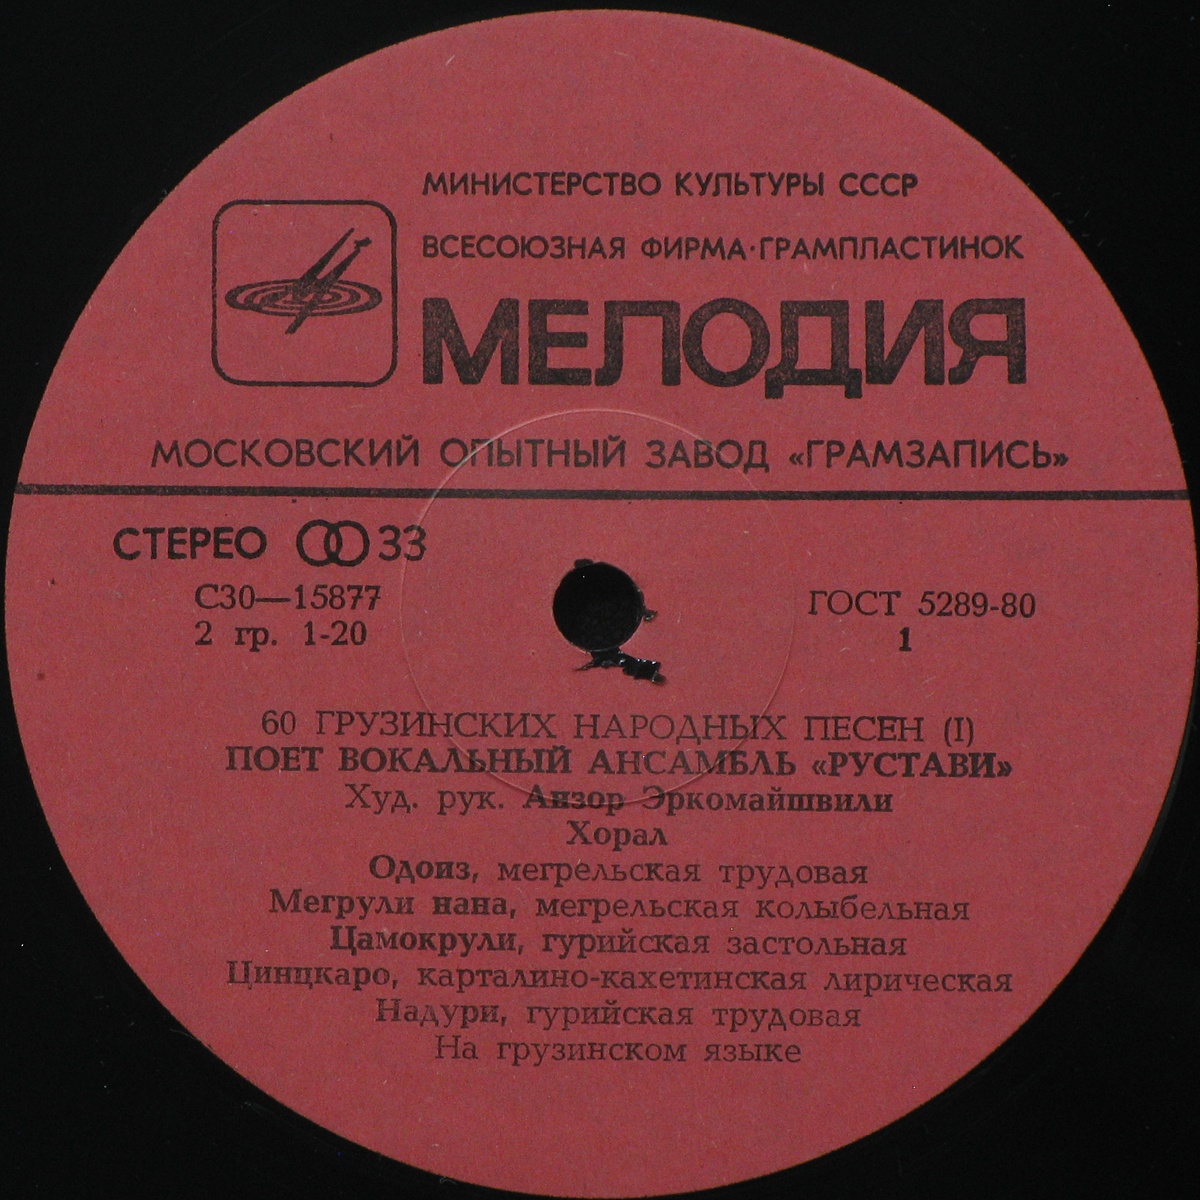 МИНИСТЕРСТВО КУЛЬТУРЫ СССР
ВСЕСОЮЗНАЯ ФИРМА·ГРАМПЛАСТИНОК
МЕЛОДИЯ
МОСКОВСКИЙ ОПЫТНЫЙ ЗАВОД «ГРАМЗАПИСЬ»
СТЕРЕО 33
С30—15877
2 гр. 1-20
ГОСТ 5289-80
1
60 ГРУЗИНСКИХ НАРОДНЫХ ПЕСЕН (I)
ПОЕТ ВОКАЛЬНЫЙ АНСАМБЛЬ «РУСТАВИ»
Худ. рук. Анзор Эркомайшвили
Хорал
Одоиз, мегрельская трудовая
Мегрули нана, мегрельская колыбельная
Цамокрули, гурийская застольная
Цинцкаро, карталино-кахетинская лирическая
Надури, гурийская трудовая
На грузинском языке